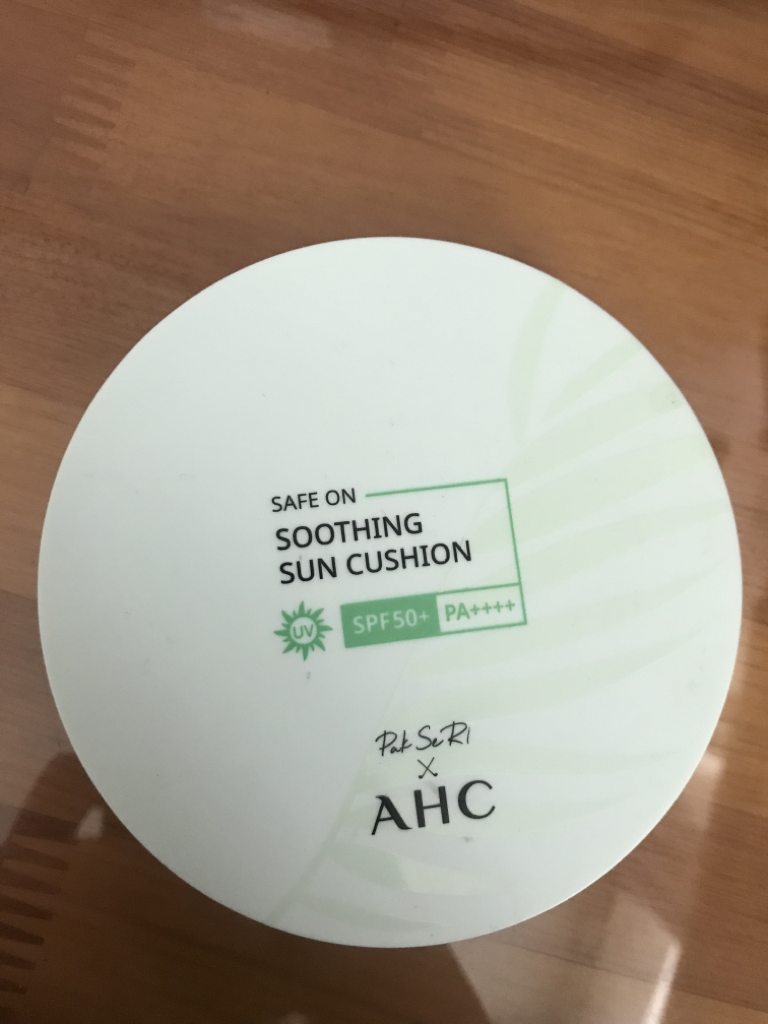 SAFE ON
SOOTHING
SUN CUSHION
UV SPF50+ PA++++
Pak SeRI
X
AHC